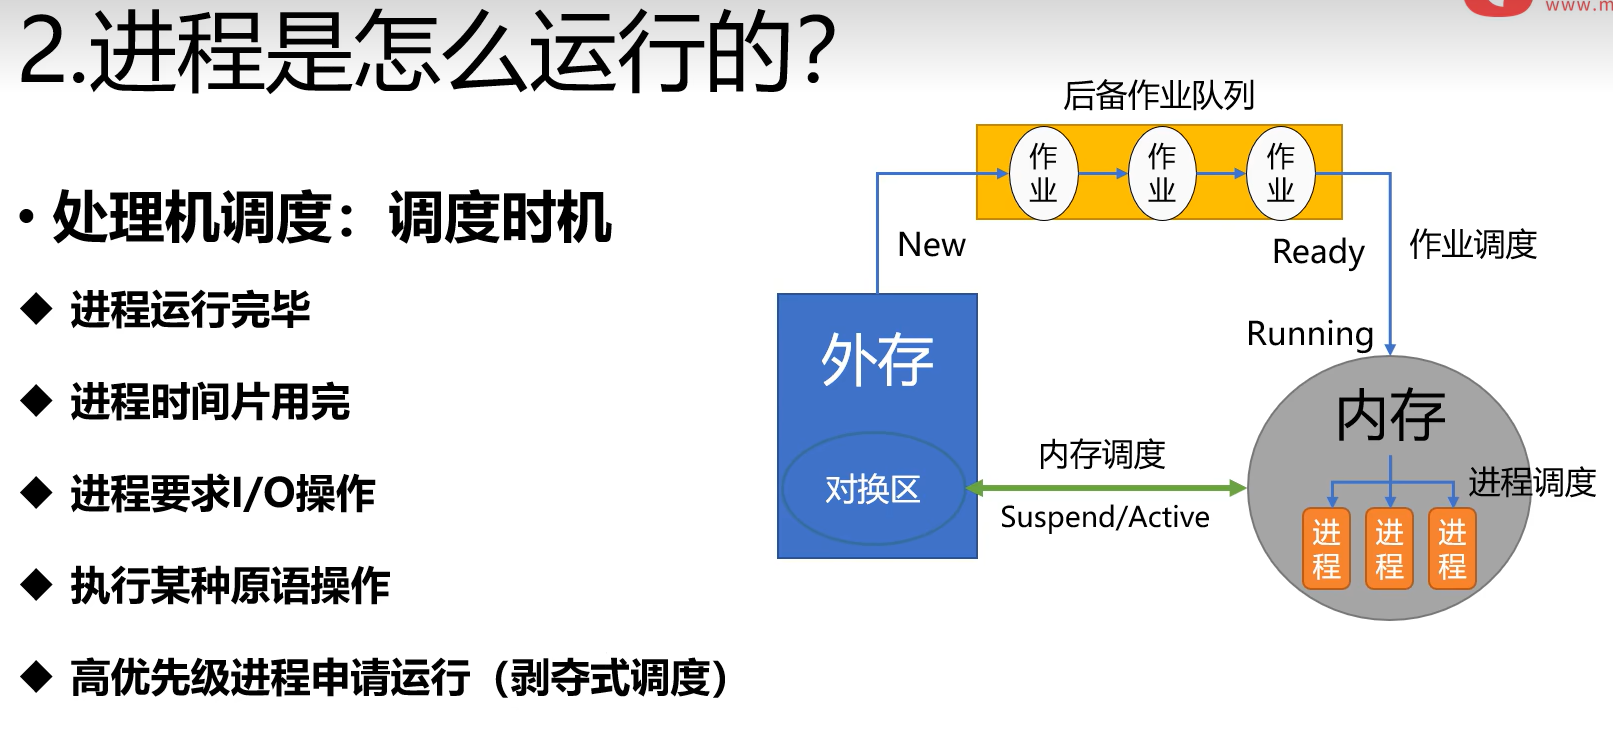 2.进程是怎么运行的？
www.m
• 处理机调度：调度时机
◆ 进程运行完毕
◆ 进程时间片用完
◆ 进程要求I/O操作
◆ 执行某种原语操作
◆ 高优先级进程申请运行（剥夺式调度）
后备作业队列
作业
作业
作业
New
Ready
作业调度
Running
外存
对换区
内存调度
Suspend/Active
内存
进程调度
进程
进程
进程